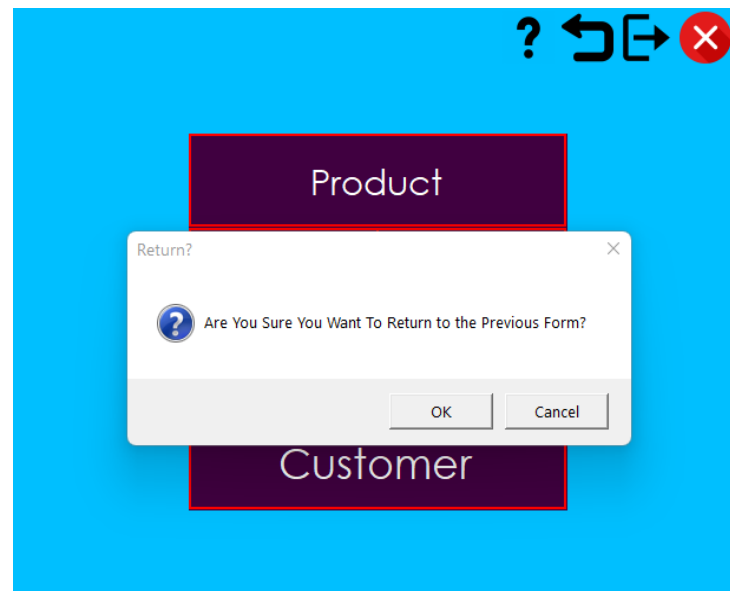 ?
Product
Return?
?
Are You Sure You Want To Return to the Previous Form?
OK
Cancel
Customer